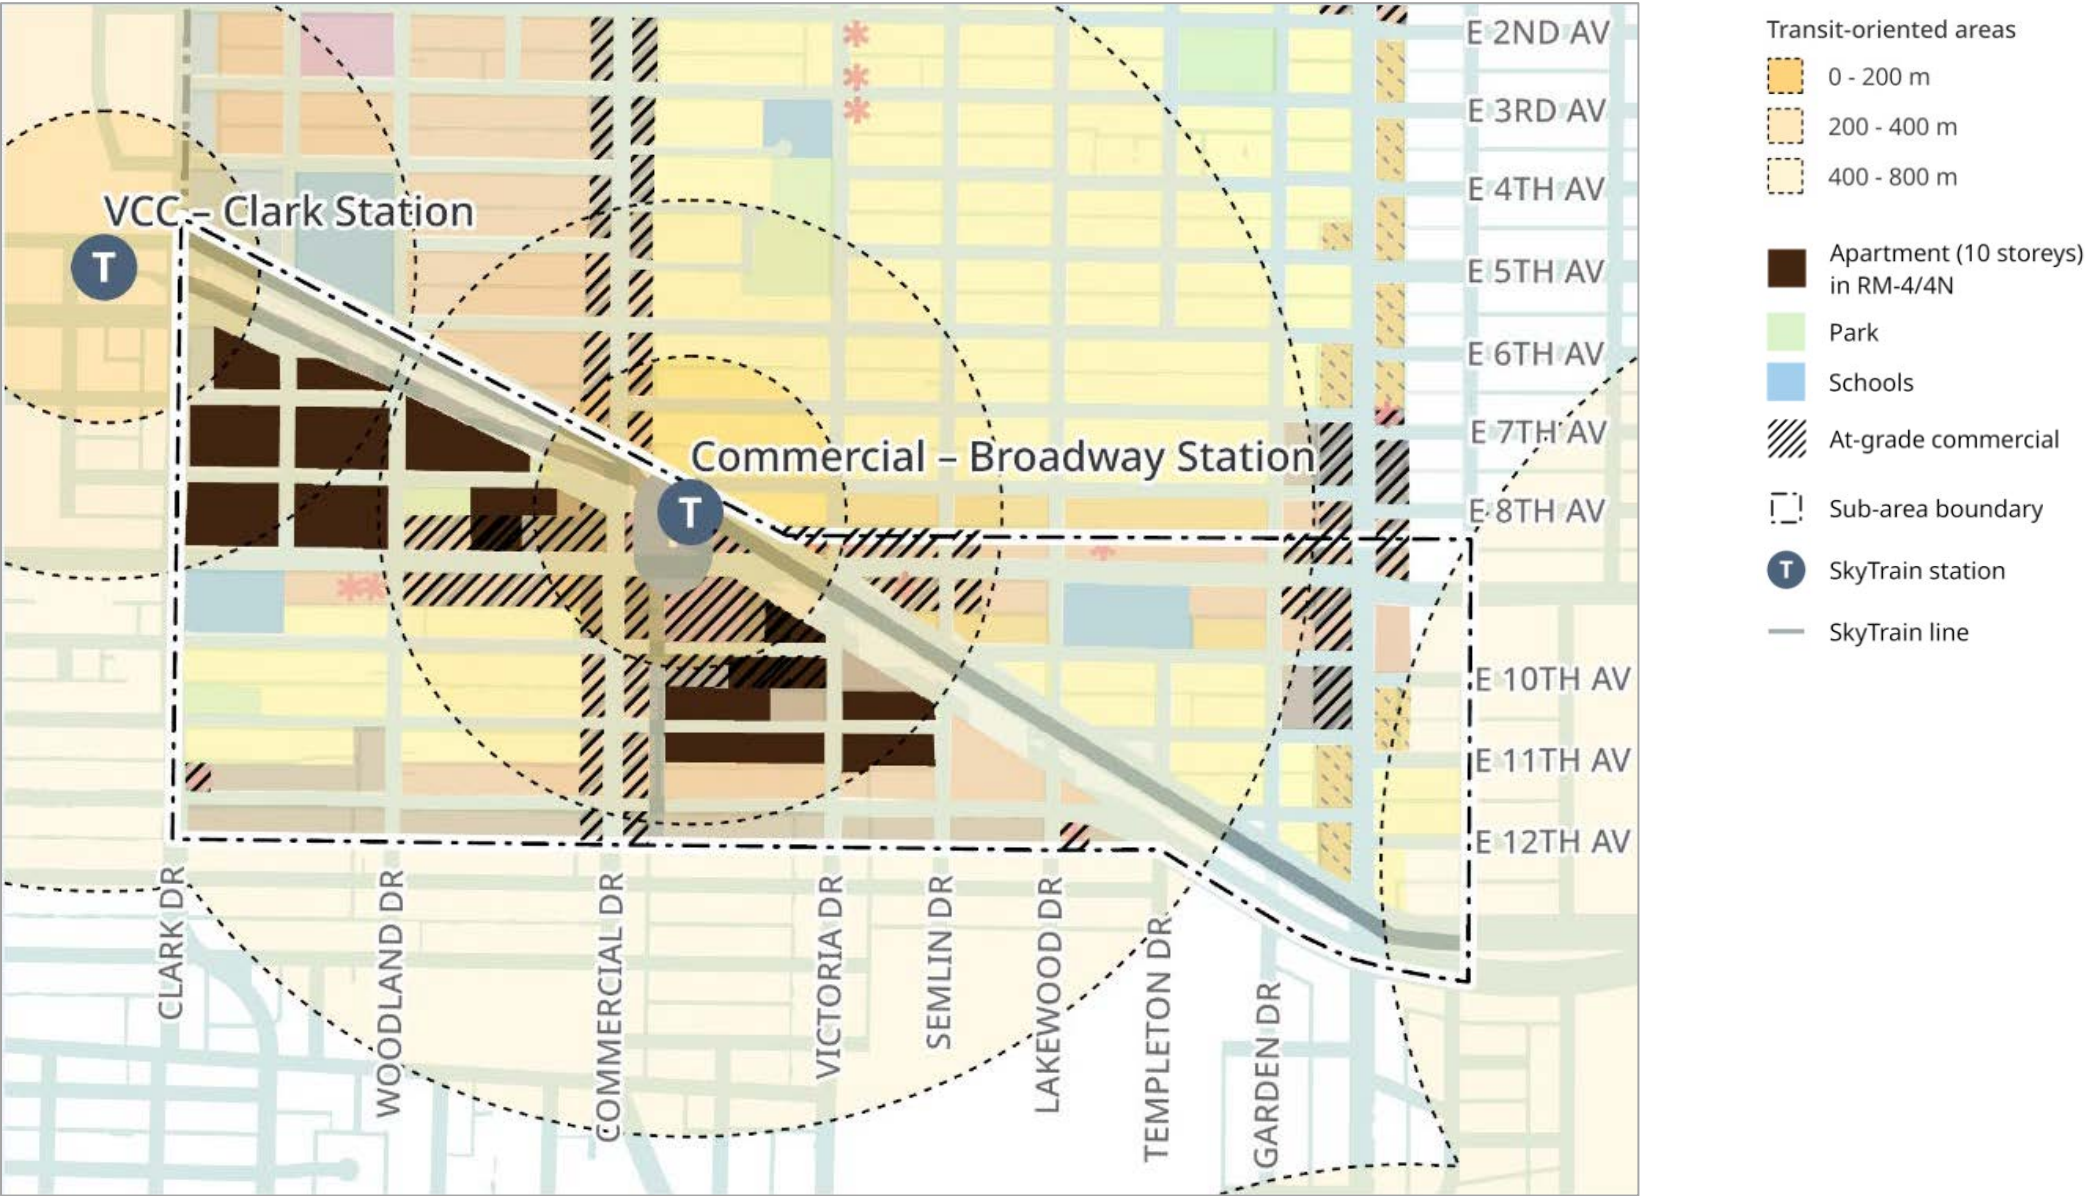 E 2ND AV
E 3RD AV
E 4TH AV
VCC – Clark Station
T
E 5TH AV
E 6TH AV
E 7TH AV
Commercial – Broadway Station
T
E 8TH AV
E 10TH AV
E 11TH AV
E 12TH AV
CLARK DR
WOODLAND DR
COMMERCIAL DR
VICTORIA DR
SEMLIN DR
LAKEWOOD DR
TEMPLETON DR
GARDEN DR
Transit-oriented areas
0 - 200 m
200 - 400 m
400 - 800 m
Apartment (10 storeys)
in RM-4/4N
Park
Schools
At-grade commercial
Sub-area boundary
T SkyTrain station
SkyTrain line